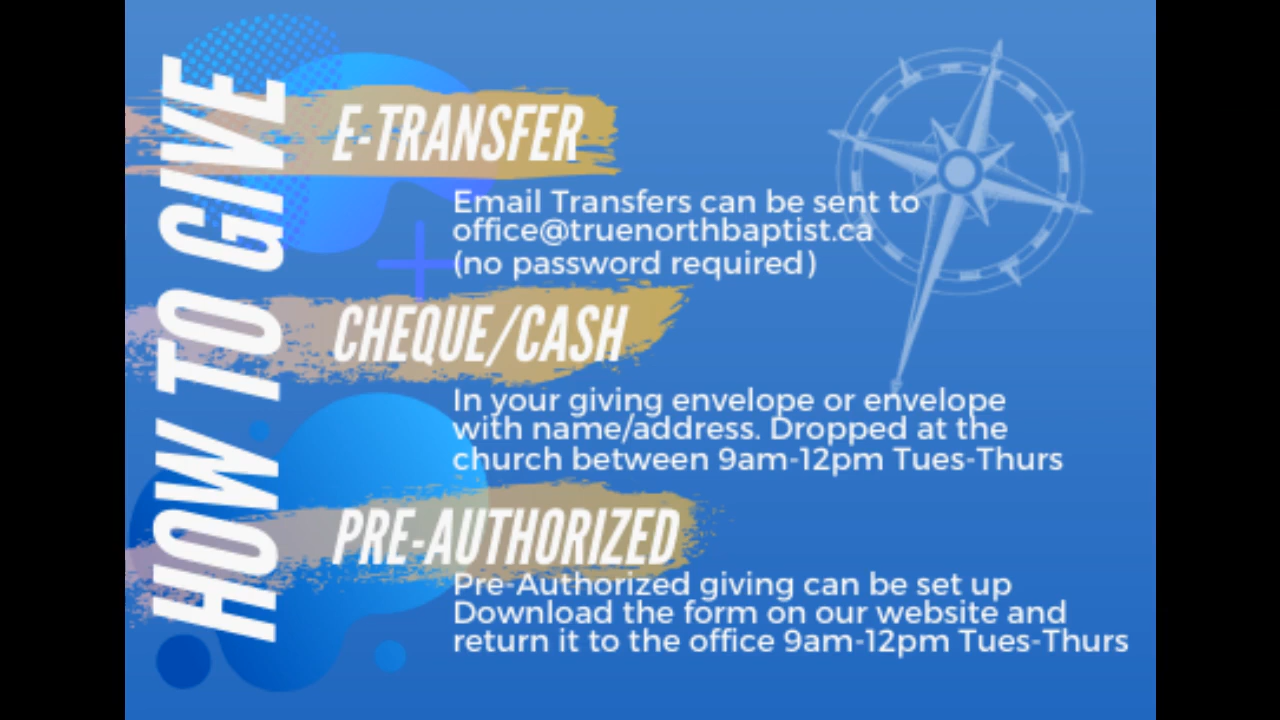 HOW TO GIVE
E-TRANSFER
Email Transfers can be sent to
office@truenorthbaptist.ca
(no password required)
CHEQUE/CASH
In your giving envelope or envelope
with name/address. Dropped at the
church between 9am-12pm Tues-Thurs
PRE-AUTHORIZED
Pre-Authorized giving can be set up
Download the form on our website and
return it to the office 9am-12pm Tues-Thurs